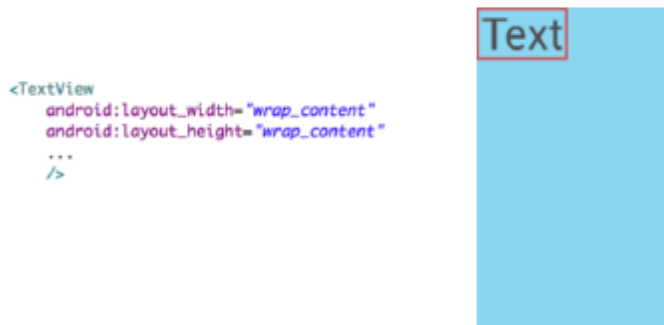 <TextView
android:layout_width="wrap_content"
android:layout_height="wrap_content"
...
/>
Text